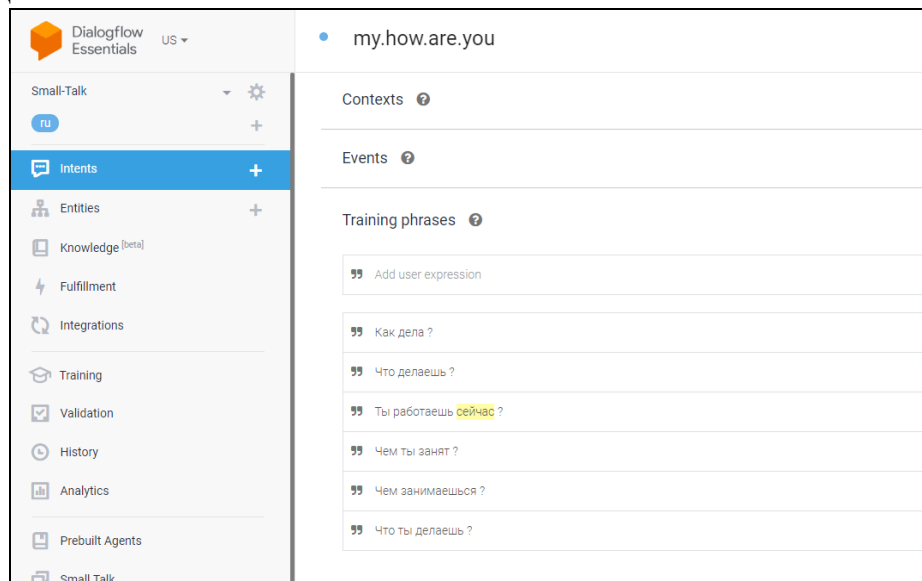 Dialogflow
Essentials
US
Small-Talk
ru
Intents
Entities
Knowledge [beta]
Fulfillment
Integrations
Training
Validation
History
Analytics
Prebuilt Agents
Small Talk
my.how.are.you
Contexts
Events
Training phrases
Add user expression
Как дела ?
Что делаешь ?
Ты работаешь сейчас ?
Чем ты занят ?
Чем занимаешься ?
Что ты делаешь ?